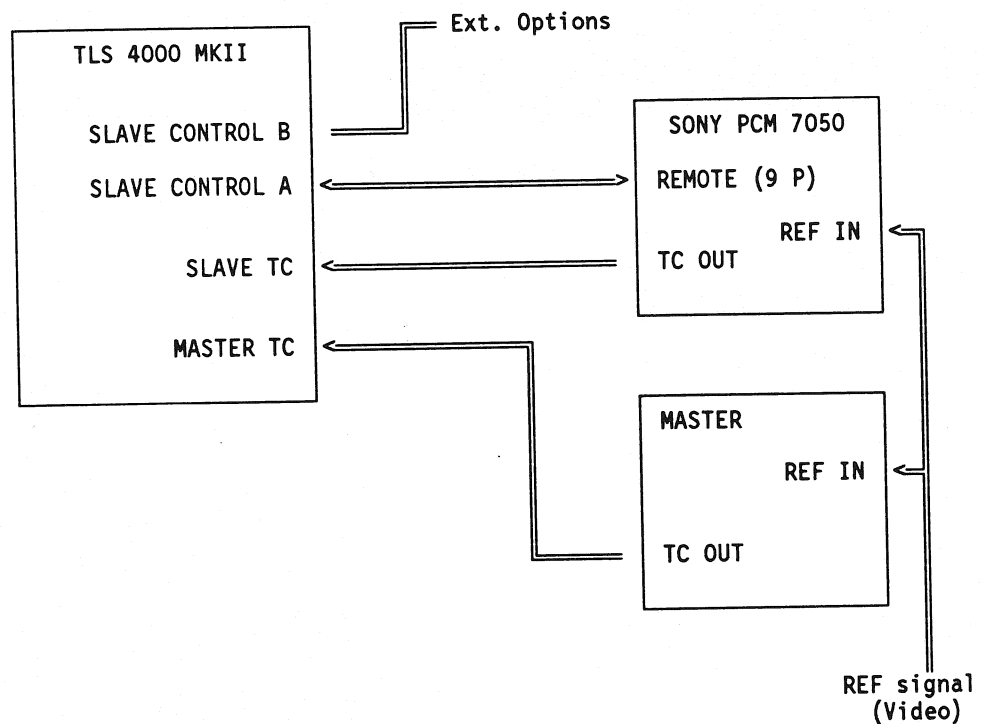 Ext. Options
TLS 4000 MKII
SLAVE CONTROL B
SLAVE CONTROL A
SLAVE TC
MASTER TC
SONY PCM 7050
REMOTE (9 P)
REF IN
TC OUT
MASTER
REF IN
TC OUT
REF signal
(Video)